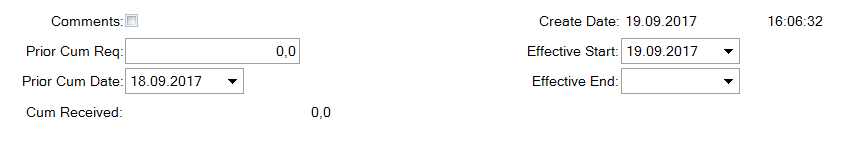 Comments: Create Date: 19.09.2017 16:06:32
Prior Cum Req: 0,0 Effective Start: 19.09.2017
Prior Cum Date: 18.09.2017 Effective End:
Cum Received: 0,0